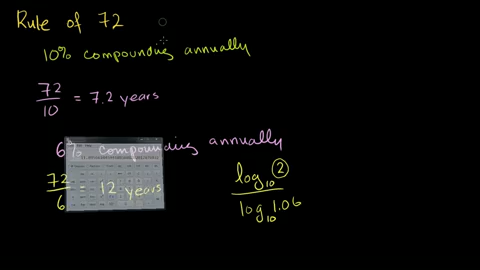 Rule of 72
10% compounding annually
72/10 = 7.2 years
6% compounding annually
72/6 = 12 years
log₁₀ 2 / log₁₀ 1.06